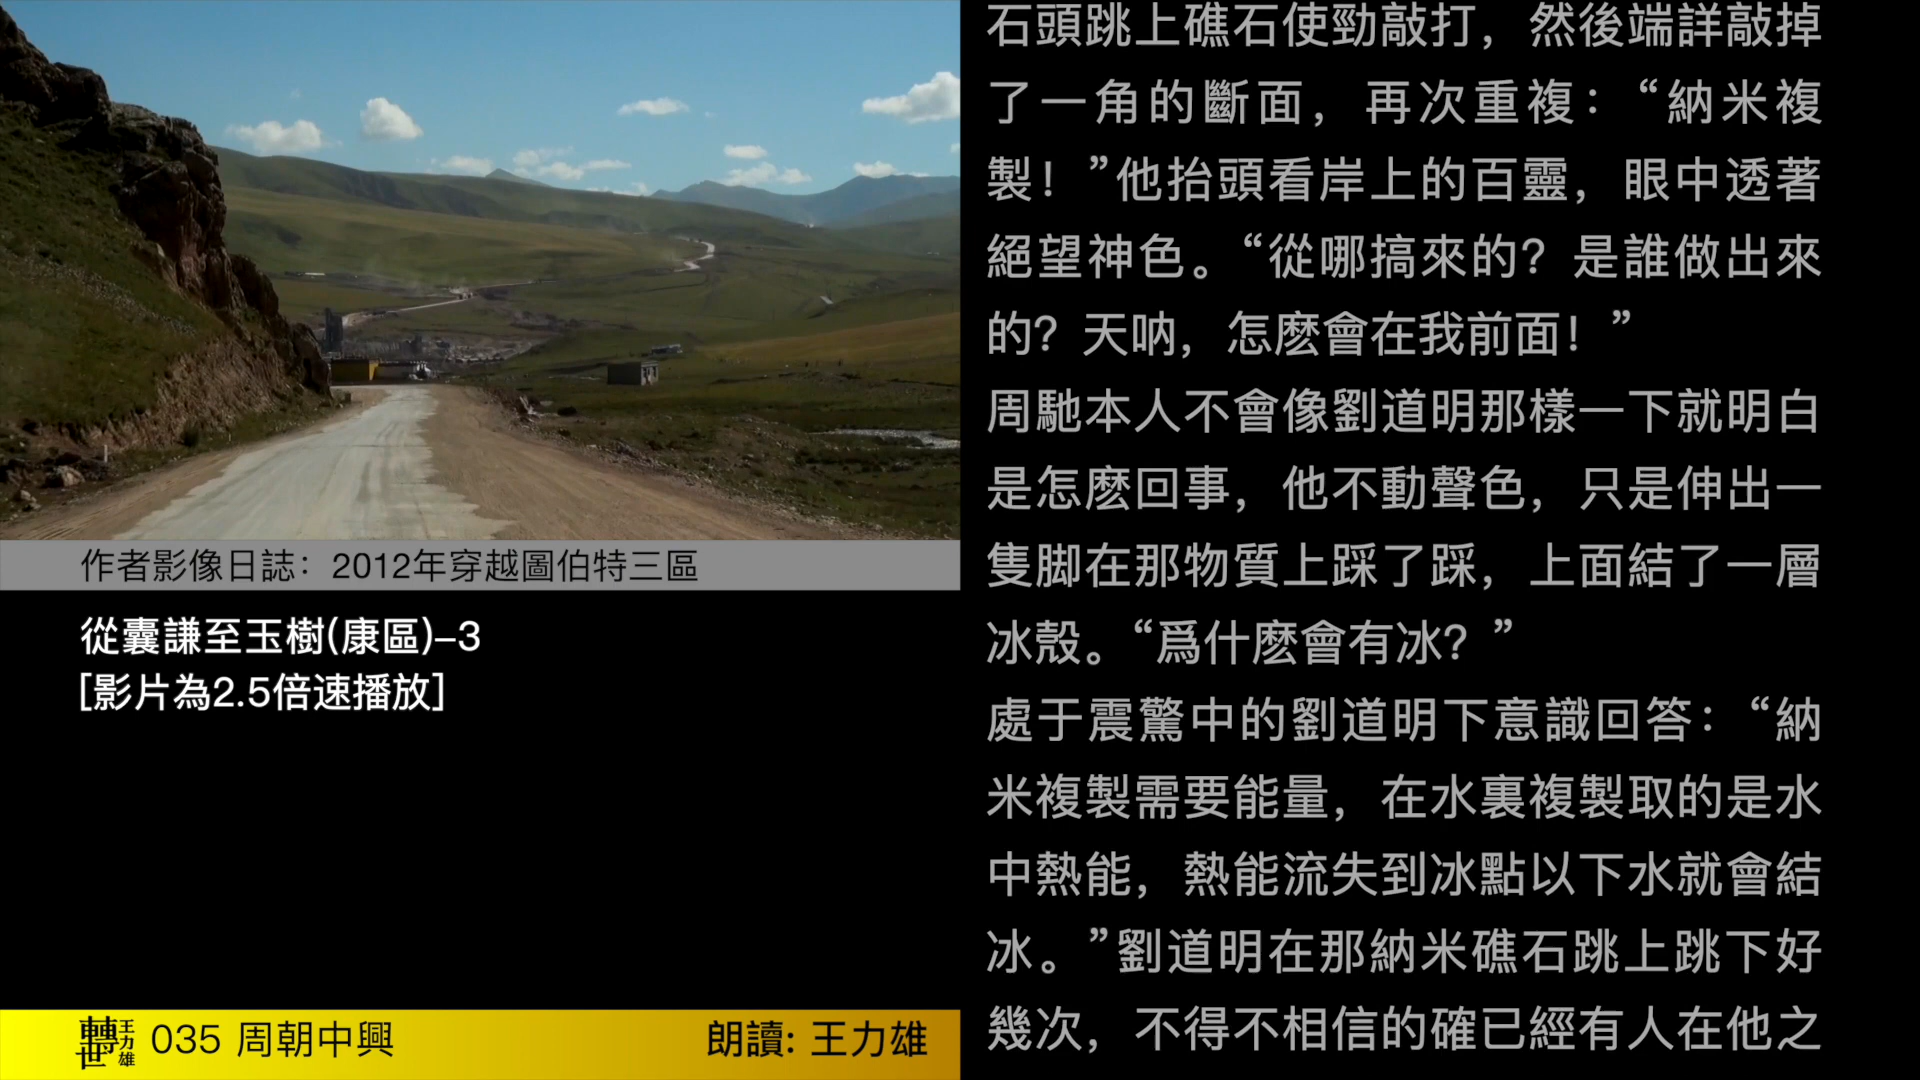 作者影像日誌：2012年穿越圖伯特三區
從囊謙至玉樹(康區)–3
[影片為2.5倍速播放]
轉世
王力雄
035 周朝中興
朗讀: 王力雄
石頭跳上礁石使勁敲打，然後端詳敲掉
了一角的斷面，再次重複：“納米複
製！”他抬頭看岸上的百靈，眼中透著
絕望神色。“從哪搞來的？是誰做出來
的？天吶，怎麽會在我前面！”
周馳本人不會像劉道明那樣一下就明白
是怎麽回事，他不動聲色，只是伸出一
隻脚在那物質上踩了踩，上面結了一層
冰殼。“爲什麽會有冰？”
處于震驚中的劉道明下意識回答：“納
米複製需要能量，在水裏複製取的是水
中熱能，熱能流失到冰點以下水就會結
冰。”劉道明在那納米礁石跳上跳下好
幾次，不得不相信的確已經有人在他之